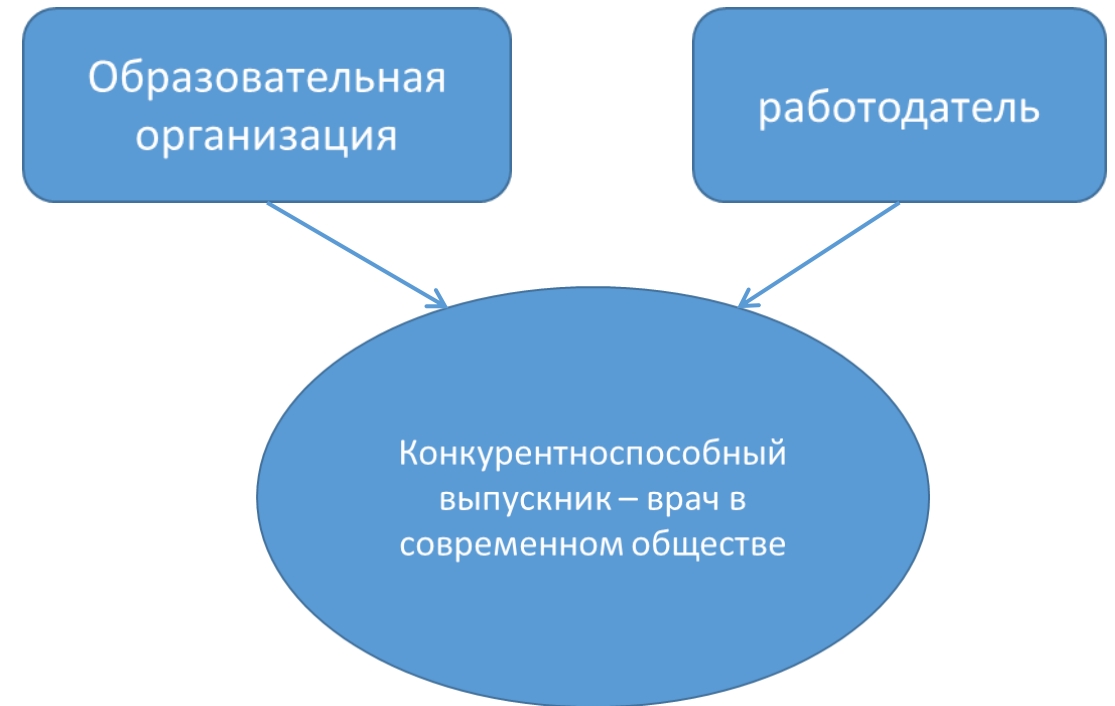 Образовательная
организация
работодатель
Конкурентноспособный
выпускник – врач в
современном обществе